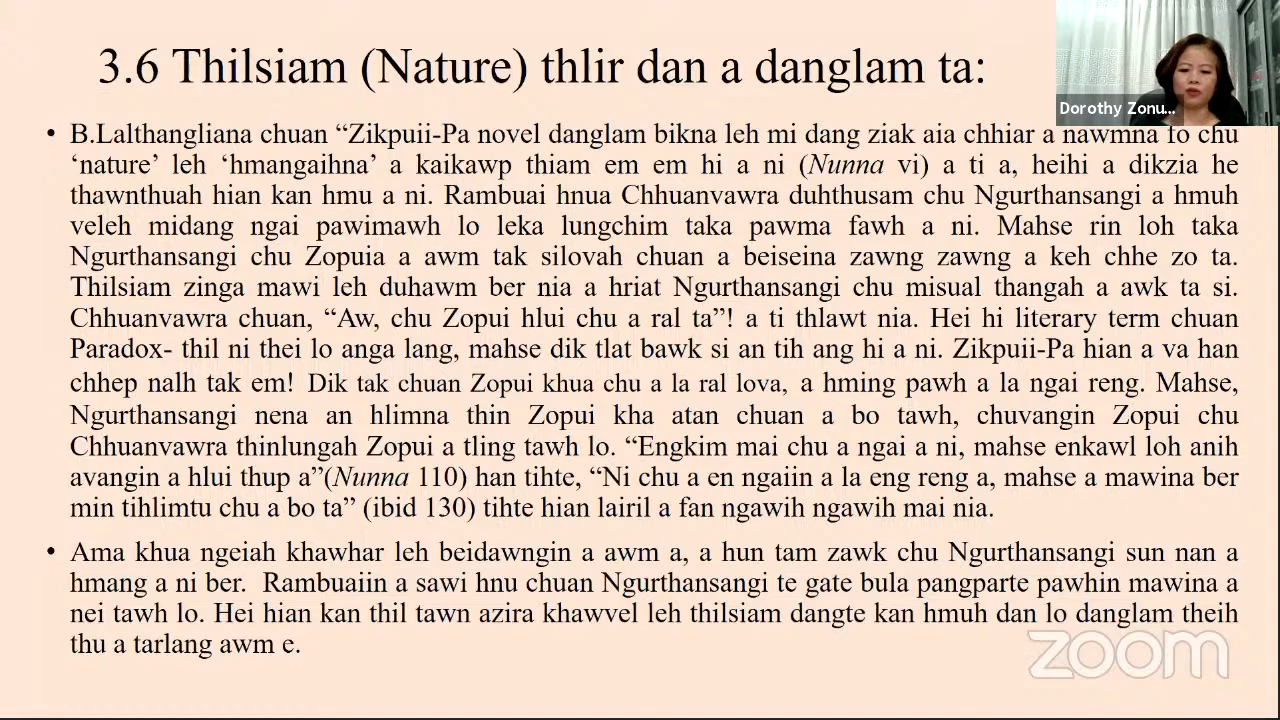 3.6 Thilsiam (Nature) thlir dan a danglam ta:
Dorothy Zonu...
• B.Lalthangliana chuan “Zikpuii-Pa novel danglam bikna leh mi dang ziak aia chhiar a nawmna fo chu
‘nature’ leh ‘hmangaihna’ a kaikawp thiam em em hi a ni (Nunna vi) a ti a, heihi a dikzia he
thawnthuah hian kan hmu a ni. Rambuai hnua Chhuanvawra duhthusam chu Ngurthansangi a hmuh
veleh midang ngai pawimawh lo leka lungchim taka pawma fawh a ni. Mahse rin loh taka
Ngurthansangi chu Zopuia a awm tak silovah chuan a beiseina zawng zawng a keh chhe zo ta.
Thilsiam zinga mawi leh duhawm ber nia a hriat Ngurthansangi chu misual thangah a awk ta si.
Chhuanvawra chuan, “Aw, chu Zopui hlui chu a ral ta”! a ti thlawt nia. Hei hi literary term chuan
Paradox- thil ni thei lo anga lang, mahse dik tlat bawk si an tih ang hi a ni. Zikpuii-Pa hian a va han
chhep nalh tak em! Dik tak chuan Zopui khua chu a la ral lova, a hming pawh a la ngai reng. Mahse,
Ngurthansangi nena an hlimna thin Zopui kha atan chuan a bo tawh, chuvangin Zopui chu
Chhuanvawra thinlungah Zopui a tling tawh lo. “Engkim mai chu a ngai a ni, mahse enkawl loh anih
avangin a hlui thup a”(Nunna 110) han tihte, “Ni chu a en ngaiin a la eng reng a, mahse a mawina ber
min tihlimtu chu a bo ta” (ibid 130) tihte hian lairil a fan ngawih ngawih mai nia.
• Ama khua ngeiah khawhar leh beidawngin a awm a, a hun tam zawk chu Ngurthansangi sun nan a
hmang a ni ber. Rambuaiin a sawi hnu chuan Ngurthansangi te gate bula pangparte pawhin mawina a
nei tawh lo. Hei hian kan thil tawn azira khawvel leh thilsiam dangte kan hmuh dan lo danglam theih
thu a tarlang awm e.
zoom